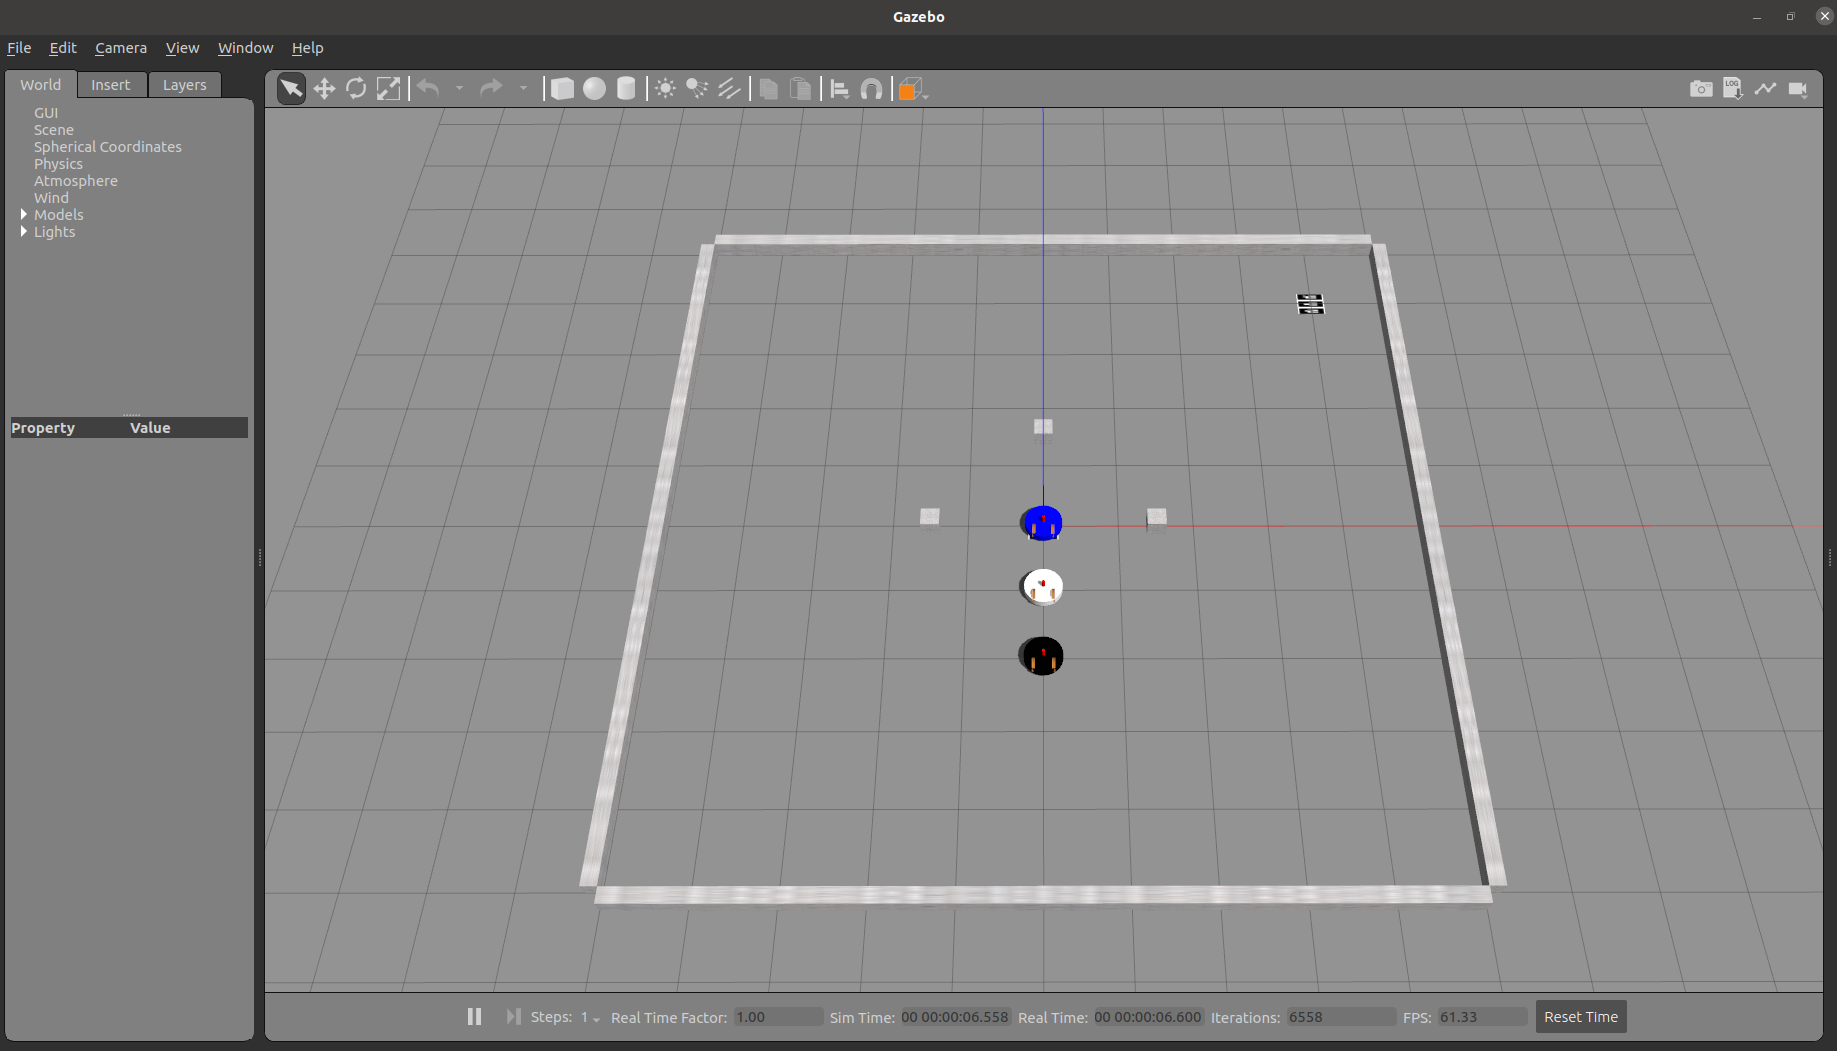 Gazebo
File Edit Camera View Window Help
World Insert Layers
LOG
GUI
Scene
Spherical Coordinates
Physics
Atmosphere
Wind
Models
Lights
Property Value
Steps: 1 Real Time Factor: 1.00 Sim Time: 00 00:00:06.558 Real Time: 00 00:00:06.600 Iterations: 6558 FPS: 61.33 Reset Time